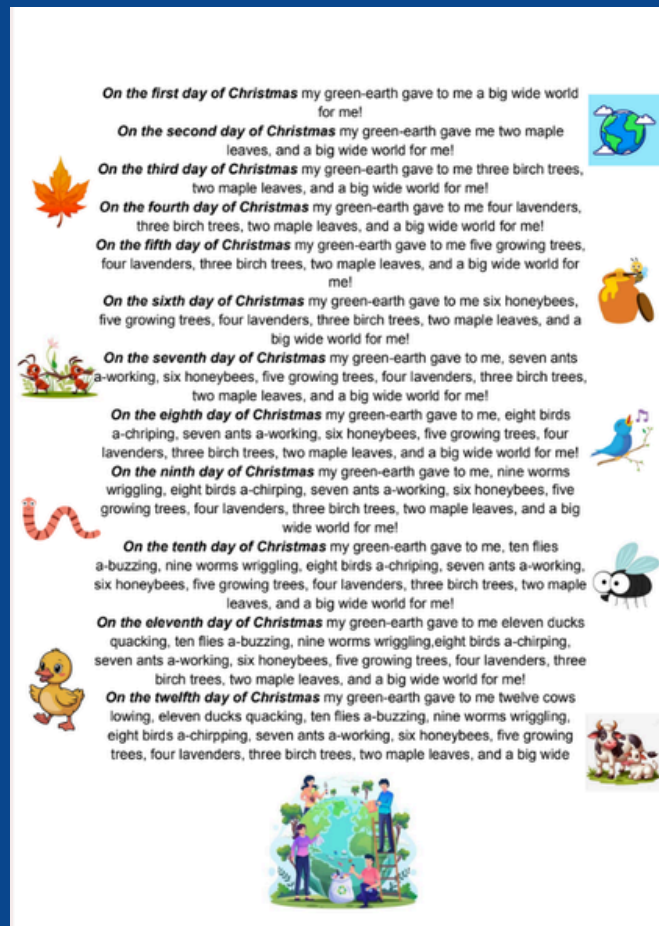 On the first day of Christmas my green-earth gave to me a big wide world
for me!
On the second day of Christmas my green-earth gave me two maple
leaves, and a big wide world for me!
On the third day of Christmas my green-earth gave to me three birch trees,
two maple leaves, and a big wide world for me!
On the fourth day of Christmas my green-earth gave to me four lavenders,
three birch trees, two maple leaves, and a big wide world for me!
On the fifth day of Christmas my green-earth gave to me five growing trees,
four lavenders, three birch trees, two maple leaves, and a big wide world for
me!
On the sixth day of Christmas my green-earth gave to me six honeybees,
five growing trees, four lavenders, three birch trees, two maple leaves, and a
big wide world for me!
On the seventh day of Christmas my green-earth gave to me, seven ants
a-working, six honeybees, five growing trees, four lavenders, three birch trees,
two maple leaves, and a big wide world for me!
On the eighth day of Christmas my green-earth gave to me, eight birds
a-chriping, seven ants a-working, six honeybees, five growing trees, four
lavenders, three birch trees, two maple leaves, and a big wide world for me!
On the ninth day of Christmas my green-earth gave to me, nine worms
wriggling, eight birds a-chirping, seven ants a-working, six honeybees, five
growing trees, four lavenders, three birch trees, two maple leaves, and a big
wide world for me!
On the tenth day of Christmas my green-earth gave to me, ten flies
a-buzzing, nine worms wriggling, eight birds a-chriping, seven ants a-working,
six honeybees, five growing trees, four lavenders, three birch trees, two maple
leaves, and a big wide world for me!
On the eleventh day of Christmas my green-earth gave to me eleven ducks
quacking, ten flies a-buzzing, nine worms wriggling,eight birds a-chirping,
seven ants a-working, six honeybees, five growing trees, four lavenders, three
birch trees, two maple leaves, and a big wide world for me!
On the twelfth day of Christmas my green-earth gave to me twelve cows
lowing, eleven ducks quacking, ten flies a-buzzing, nine worms wriggling,
eight birds a-chirpping, seven ants a-working, six honeybees, five growing
trees, four lavenders, three birch trees, two maple leaves, and a big wide